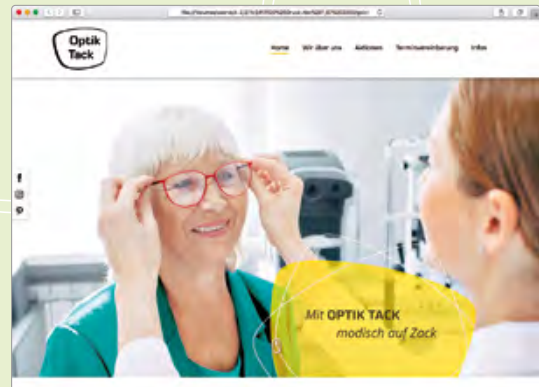 Optik
Tack
Home Wir über uns Aktionen Terminvereinbarung Infos
Mit OPTIK TACK
modisch auf Zack